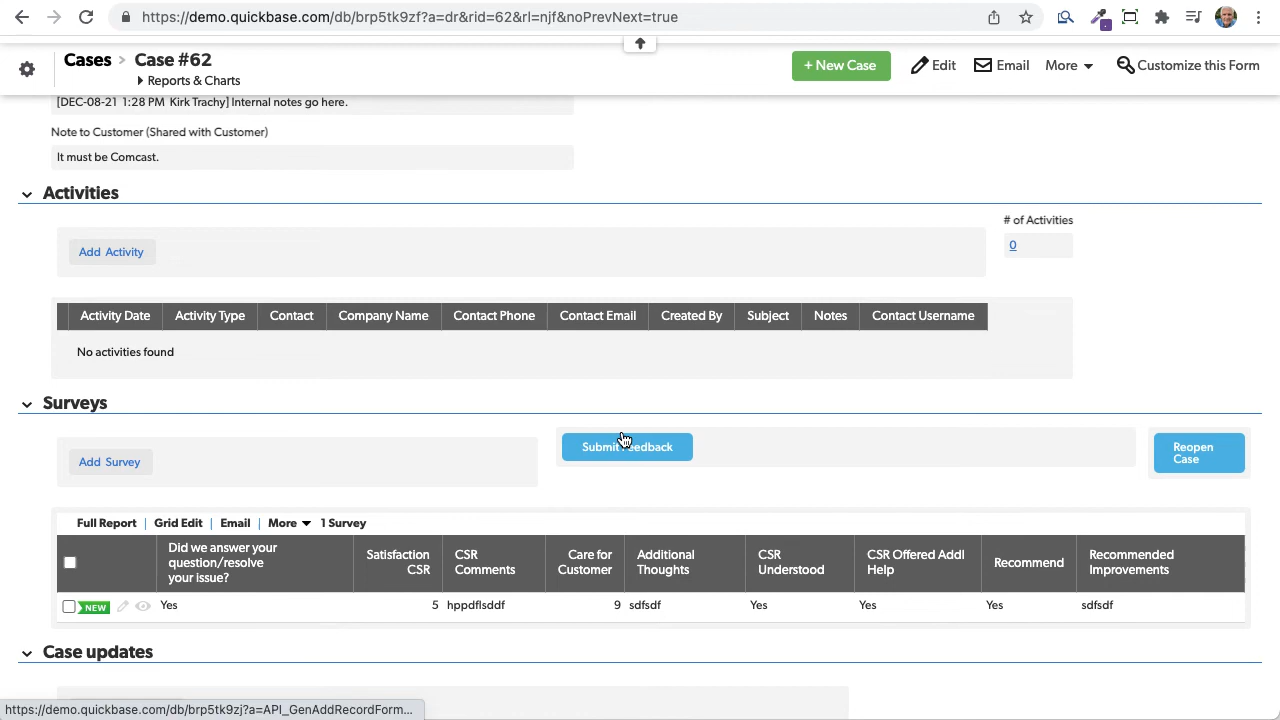 https://demo.quickbase.com/db/brp5tk9zf?a=dr&rid=62&rl=njf&noPrevNext=true
Cases > Case #62
Reports & Charts
+ New Case
Edit
Email
More
Customize this Form
[DEC-08-21 1:28 PM Kirk Trachy] Internal notes go here.
Note to Customer (Shared with Customer)
It must be Comcast.
Activities
# of Activities
Add Activity
0
Activity Date Activity Type Contact Company Name Contact Phone Contact Email Created By Subject Notes Contact Username
No activities found
Surveys
Add Survey
Submit Feedback
Reopen
Case
Full Report | Grid Edit | Email | More 1 Survey
Did we answer your
question/resolve
your issue?
Satisfaction
CSR
CSR
Comments
Care for
Customer
Additional
Thoughts
CSR
Understood
CSR Offered Addl
Help
Recommend
Recommended
Improvements
NEW Yes 5 hppdflsddf 9 sdfsdf Yes Yes Yes sdfsdf
Case updates
https://demo.quickbase.com/db/brp5tk9zj?a=API_GenAddRecordForm...